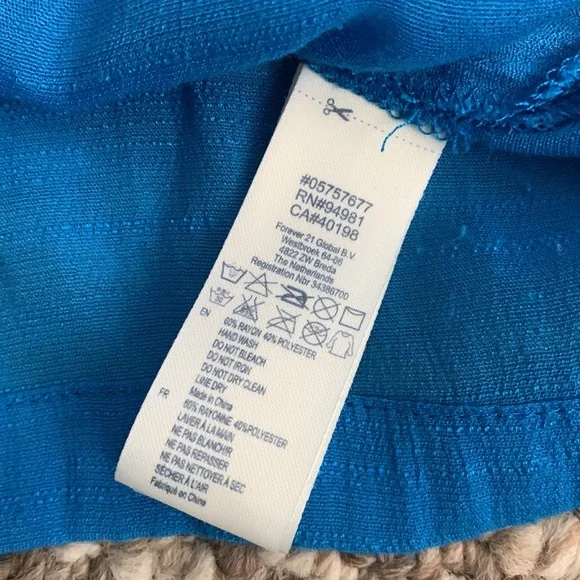 #05757677
RN#94981
CA#40198
Forever 21 Global B.V
Westbroek 64-66
4822 ZW Breda
The Netherlands
Registration Nbr 34386700
EN
60% RAYON 40% POLYESTER
HAND WASH
DO NOT BLEACH
DO NOT IRON
DO NOT DRY CLEAN
LINE DRY
Made in China
FR
60% RAYONNE 40%POLYESTER
LAVER À LA MAIN
NE PAS BLANCHIR
NE PAS REPASSER
NE PAS NETTOYER À SEC
SÉCHER À L'AIR
Fabriqué en China